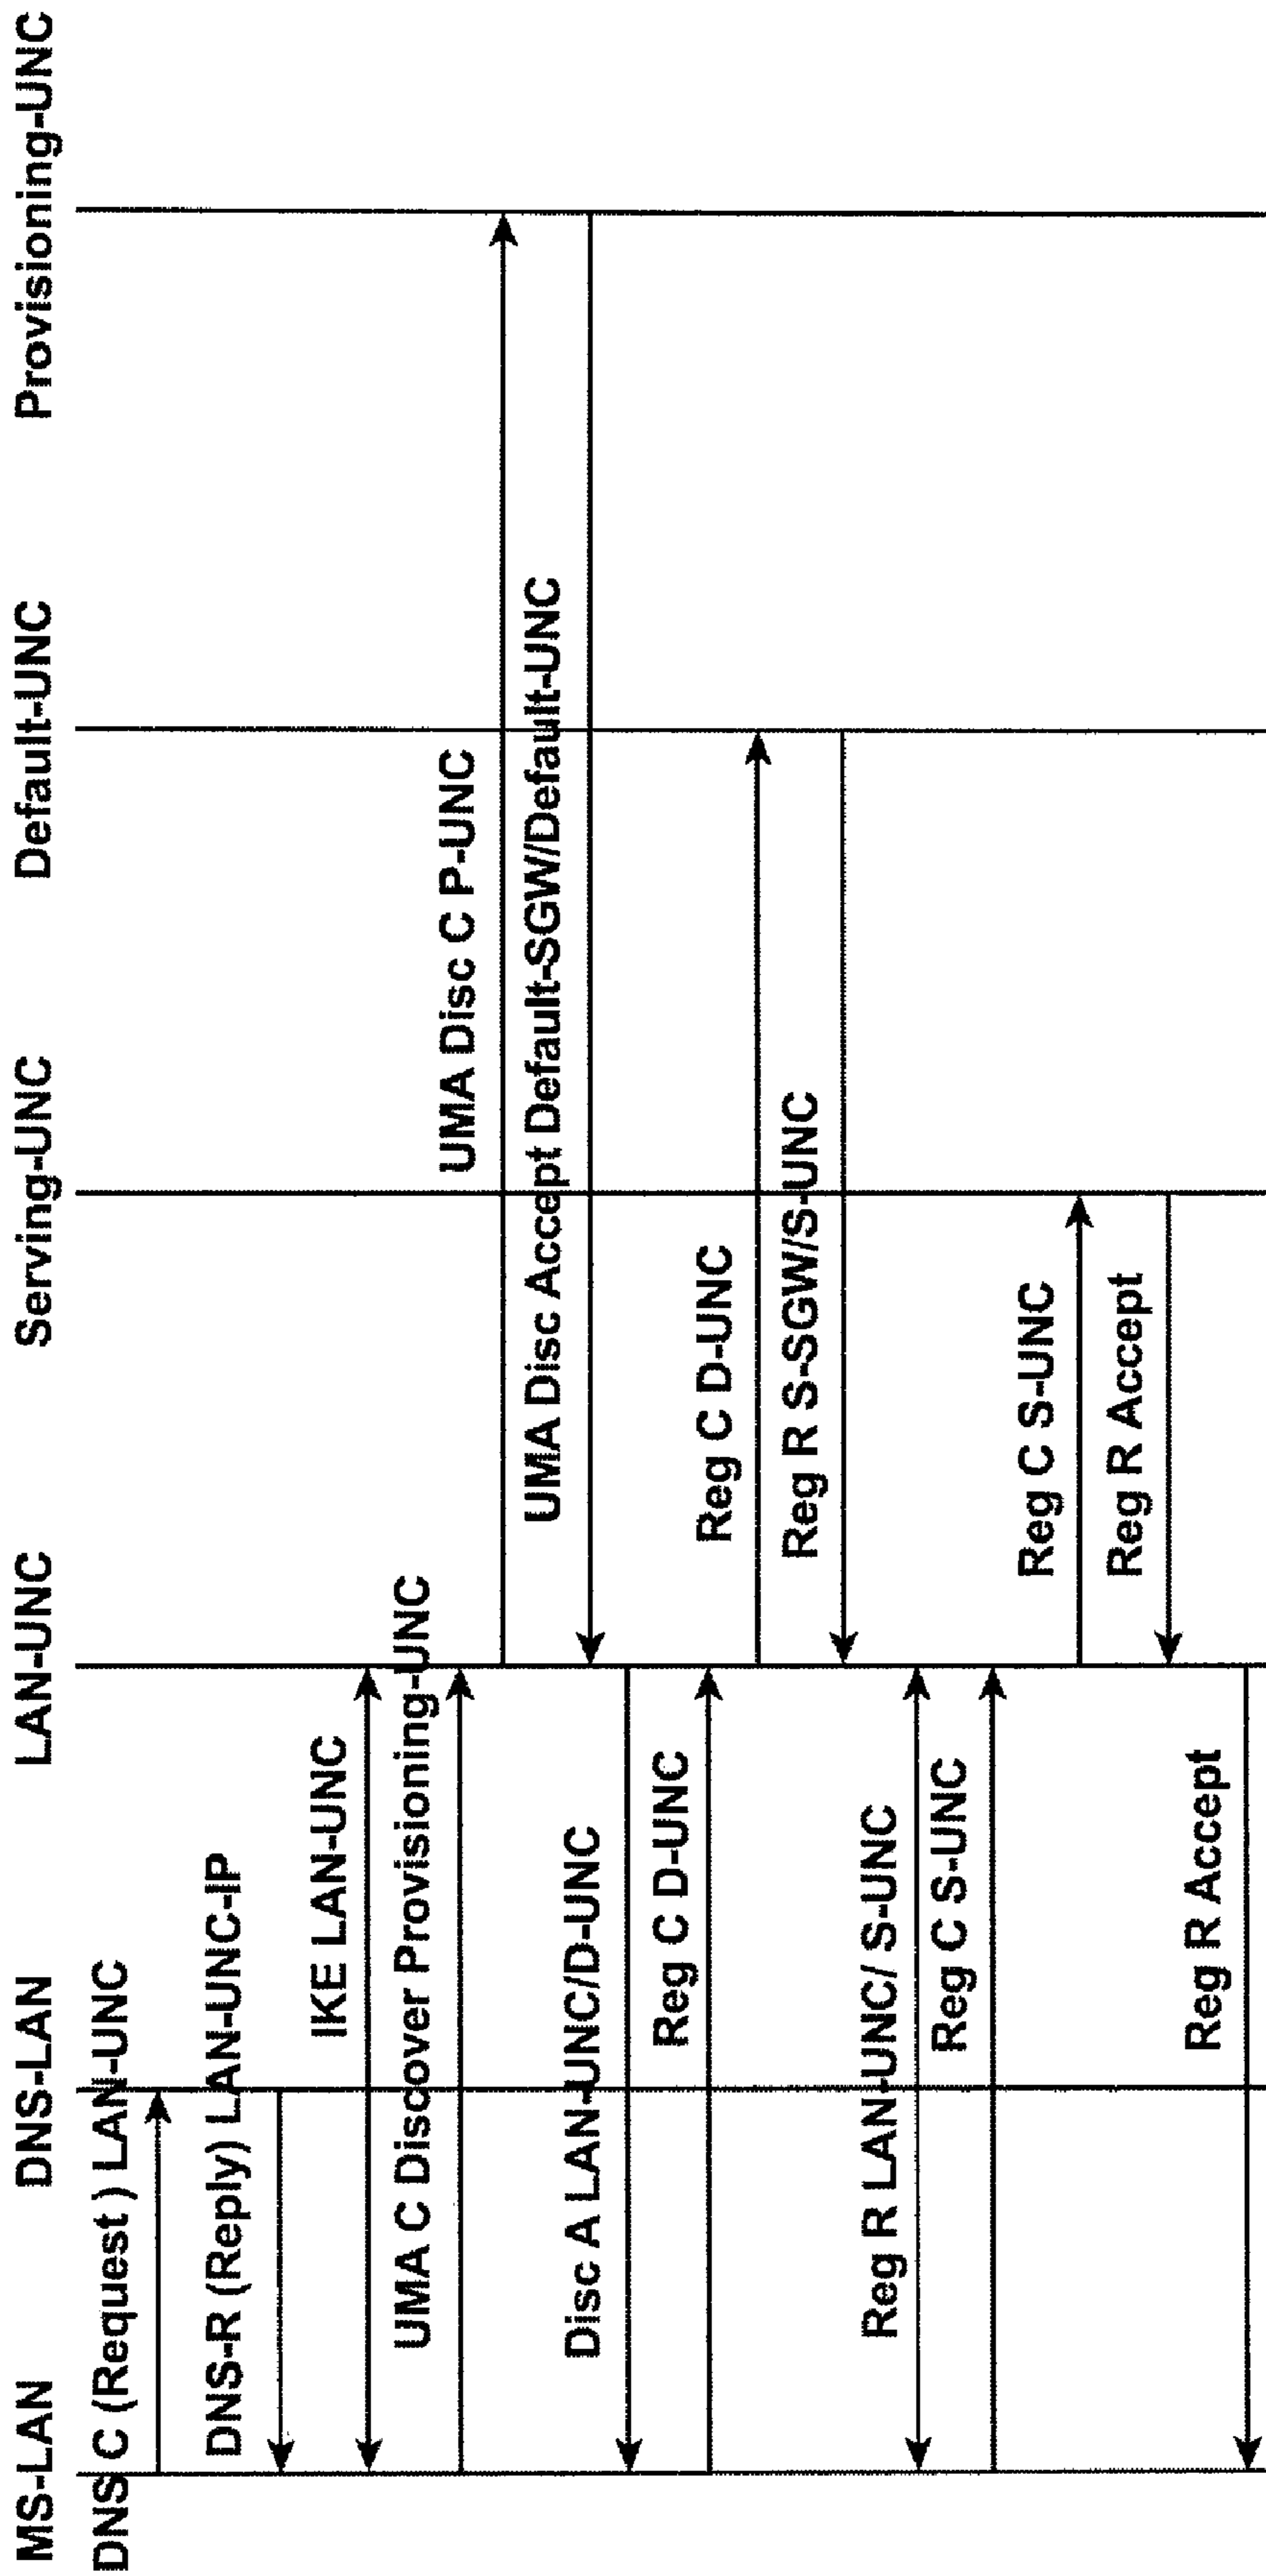 MS-LAN DNS-LAN LAN-UNC Serving-UNC Default-UNC Provisioning-UNC
DNS C (Request ) LAN-UNC
DNS-R (Reply) LAN-UNC-IP
IKE LAN-UNC
UMA C Discover Provisioning-UNC
UMA Disc C P-UNC
UMA Disc Accept Default-SGW/Default-UNC
Disc A LAN-UNC/D-UNC
Reg C D-UNC
Reg C D-UNC
Reg R S-SGW/S-UNC
Reg R LAN-UNC/ S-UNC
Reg C S-UNC
Reg C S-UNC
Reg R Accept
Reg R Accept